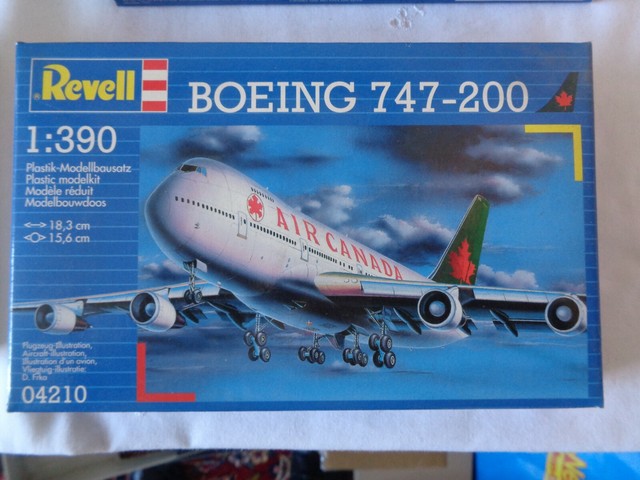 Revell
BOEING 747-200
1:390
Plastik-Modellbausatz
Plastic modelkit
Modèle réduit
Modelbouwdoos
18,3 cm
15,6 cm
AIR CANADA
Flugzeug-Illustration,
Aircraft-illustration,
Illustration d'un avion,
Vliegtuig-illustratie:
04210